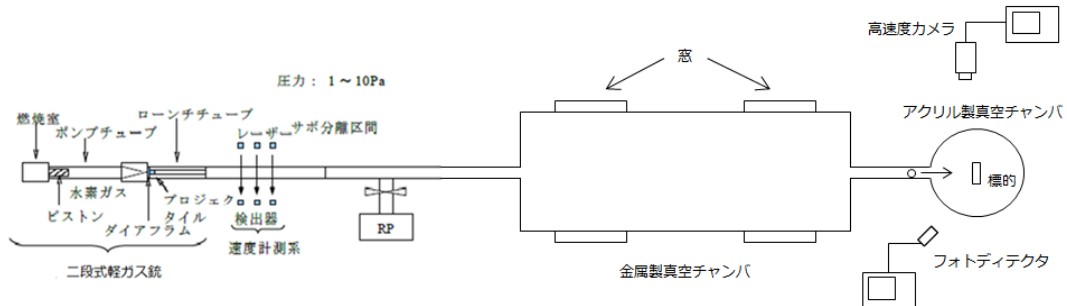 高速度カメラ
窓
圧力： 1～10Pa
アクリル製真空チャンバ
燃焼室
ローンチチューブ
ポンプチューブ
レーザー
サボ分離区間
標的
水素ガス
プロジェク
タイル
ピストン
ダイアフラム
検出器
RP
速度計測系
二段式軽ガス銃
金属製真空チャンバ
フォトディテクタ